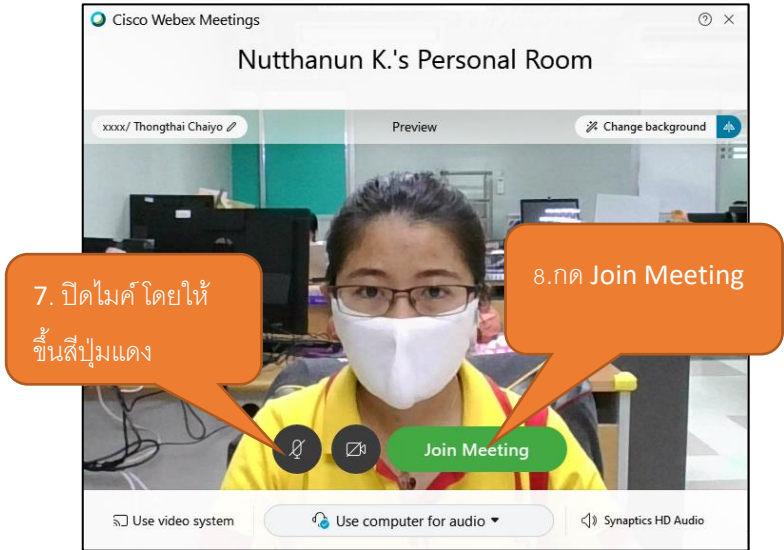 Cisco Webex Meetings
Nutthanun K.'s Personal Room
xxxx/ Thongthai Chaiyo
Preview
Change background
7. ปิดไมค์ โดยให้
ขึ้นสีปุ่มแดง
8.กด Join Meeting
Join Meeting
Use video system
Use computer for audio
Synaptics HD Audio